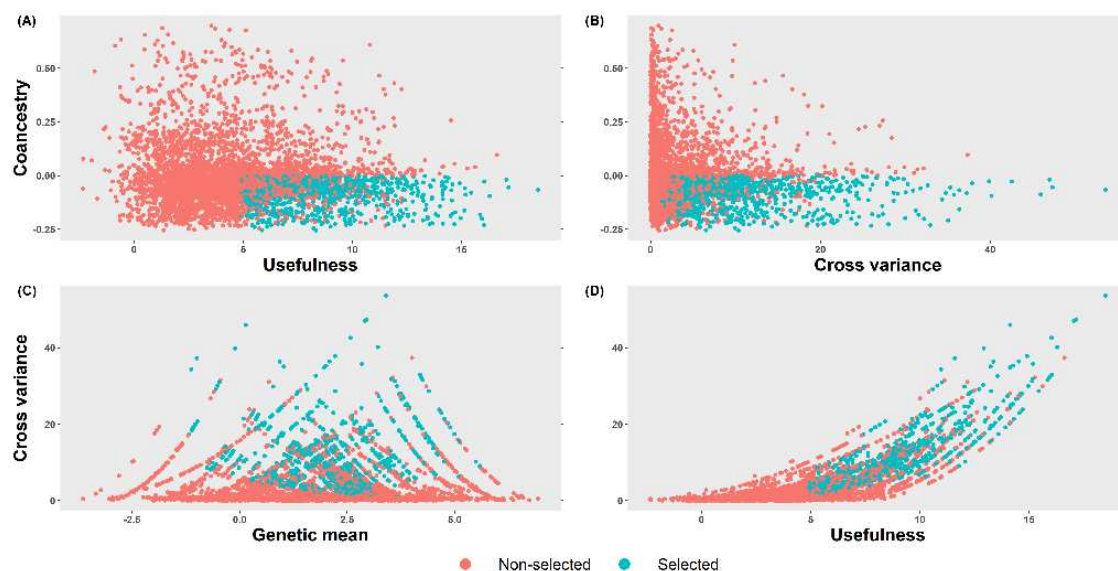 (A)
(B)
Coancestry
0.50
0.25
0.00
-0.25
0.50
0.25
0.00
-0.25
0 5 10 15
0 20 40
Usefulness
Cross variance
(C)
(D)
Cross variance
40
20
0
40
20
0
-2.5 0.0 2.5 5.0
0 5 10 15
Genetic mean
Usefulness
Non-selected Selected